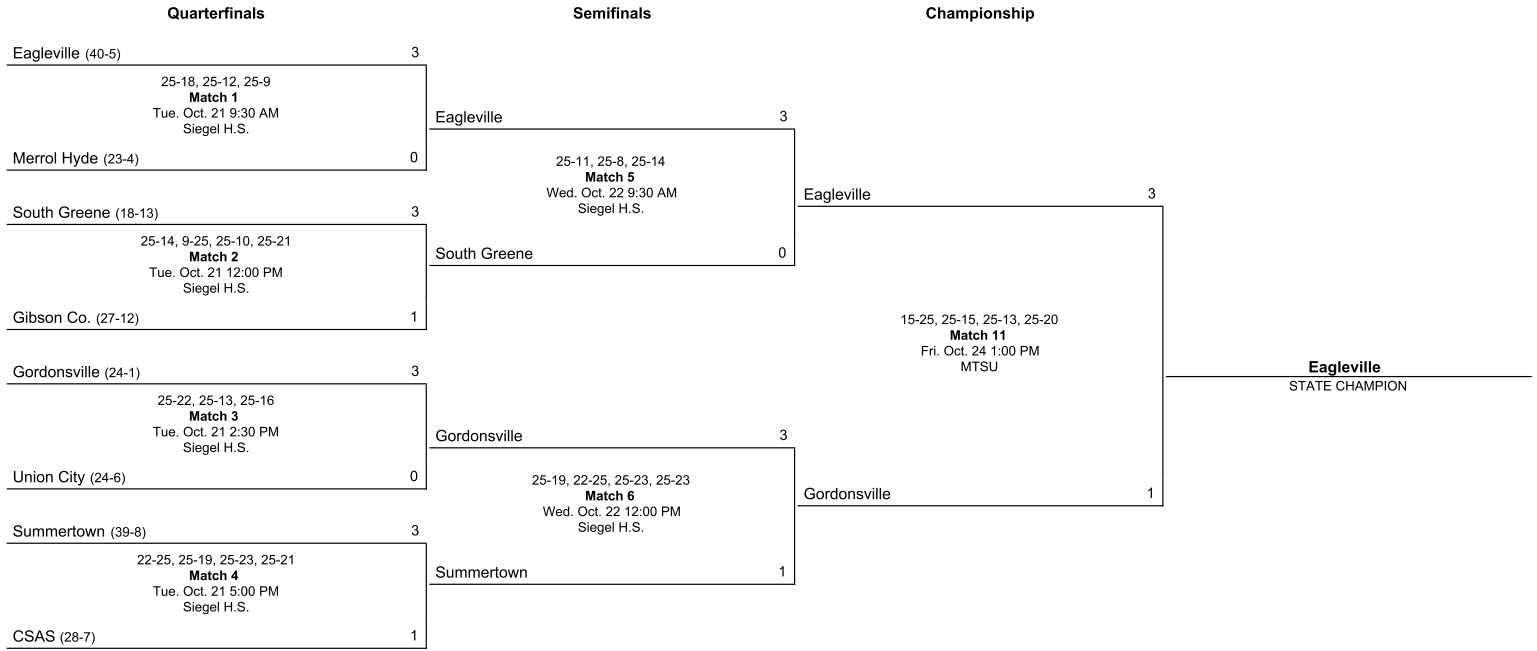 Quarterfinals
Semifinals
Championship
Eagleville (40-5) 3
25-18, 25-12, 25-9
Match 1
Tue. Oct. 21 9:30 AM
Siegel H.S.
Merrol Hyde (23-4) 0
South Greene (18-13) 3
25-14, 9-25, 25-10, 25-21
Match 2
Tue. Oct. 21 12:00 PM
Siegel H.S.
Gibson Co. (27-12) 1
Gordonsville (24-1) 3
25-22, 25-13, 25-16
Match 3
Tue. Oct. 21 2:30 PM
Siegel H.S.
Union City (24-6) 0
Summertown (39-8) 3
22-25, 25-19, 25-23, 25-21
Match 4
Tue. Oct. 21 5:00 PM
Siegel H.S.
CSAS (28-7) 1
Eagleville 3
25-11, 25-8, 25-14
Match 5
Wed. Oct. 22 9:30 AM
Siegel H.S.
South Greene 0
Gordonsville 3
25-19, 22-25, 25-23, 25-23
Match 6
Wed. Oct. 22 12:00 PM
Siegel H.S.
Summertown 1
Eagleville 3
15-25, 25-15, 25-13, 25-20
Match 11
Fri. Oct. 24 1:00 PM
MTSU
Gordonsville 1
Eagleville
STATE CHAMPION